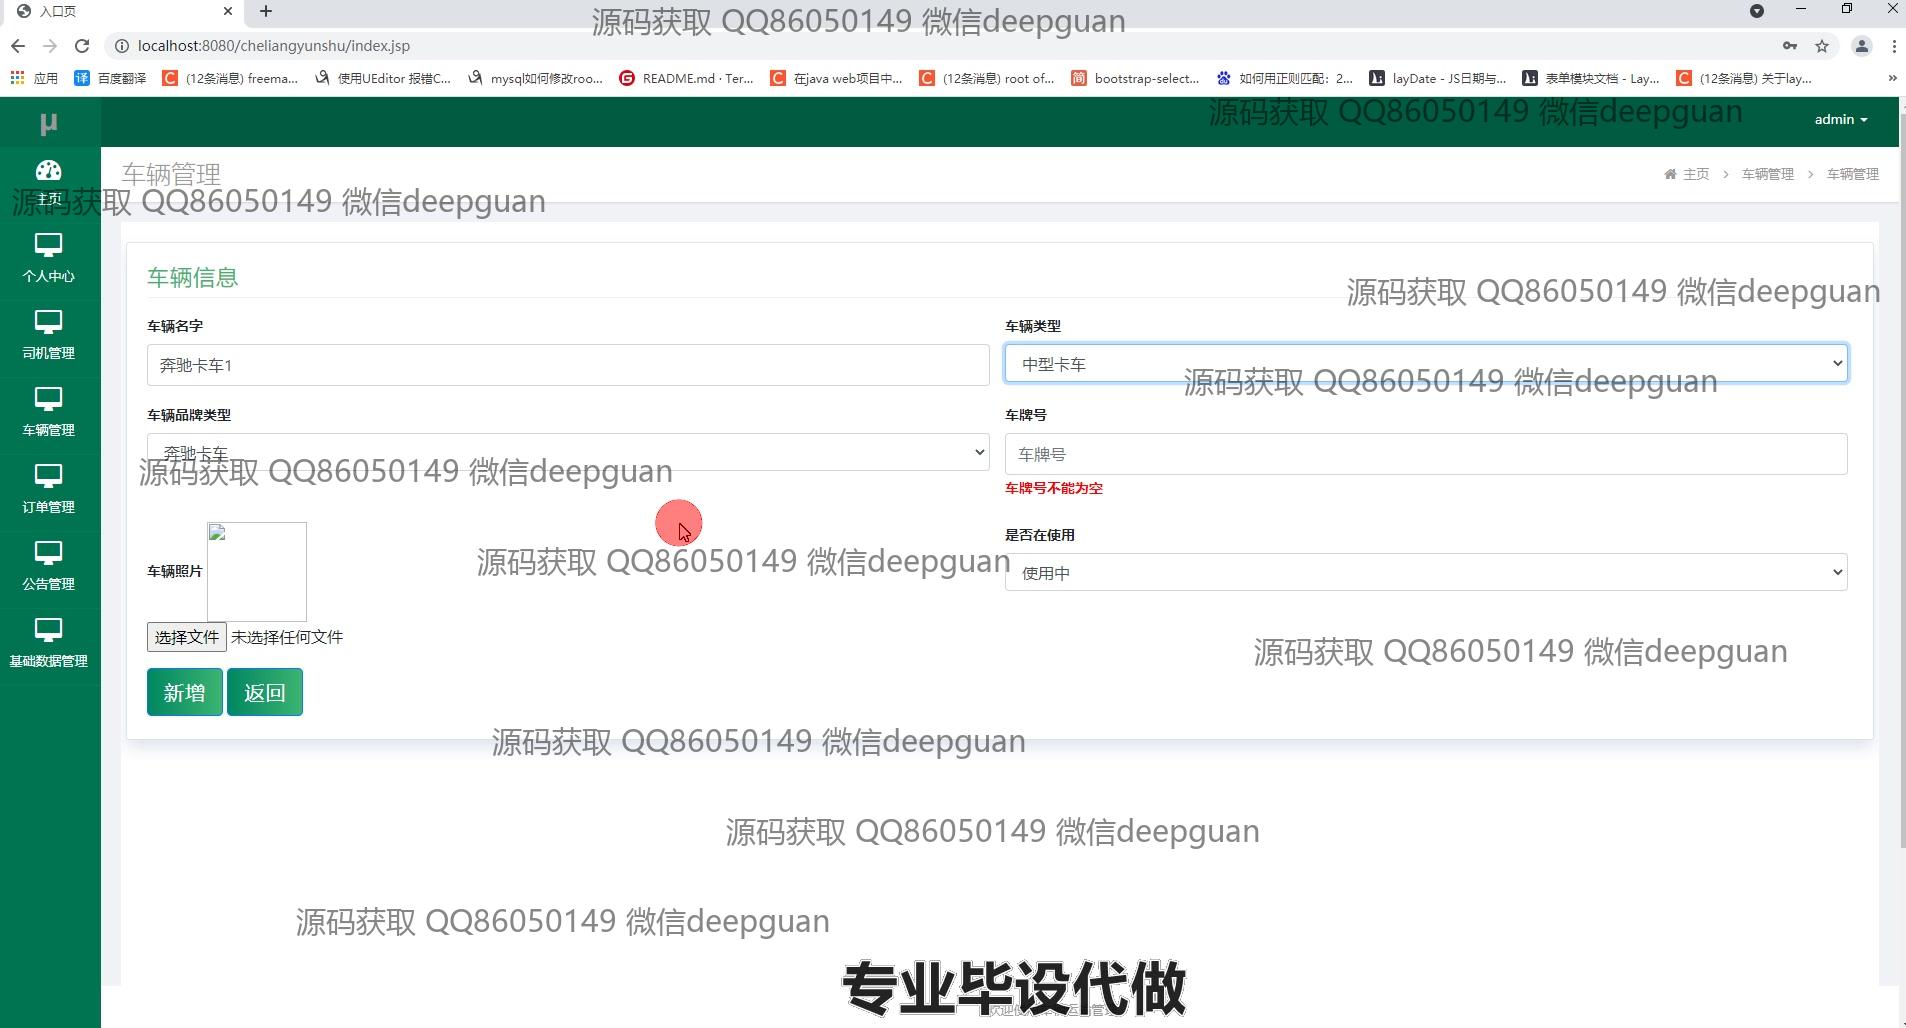 入口页
源码获取 QQ86050149 微信deepguan
localhost:8080/cheliangyunshu/index.jsp
应用 百度翻译 (12条消息) freema... 使用UEditor 报错C... mysql如何修改roo... README.md · Ter... 在java web项目中... (12条消息) root of... bootstrap-select... 如何用正则匹配：2... layDate - JS日期与... 表单模块文档 - Lay... (12条消息) 关于lay... »
源码获取 QQ86050149 微信deepguan
μ
admin
主页
车辆管理
主页 > 车辆管理 > 车辆管理
源码获取 QQ86050149 微信deepguan
个人中心
司机管理
车辆管理
订单管理
公告管理
基础数据管理
车辆信息
源码获取 QQ86050149 微信deepguan
车辆名字
车辆类型
奔驰卡车1
中型卡车
源码获取 QQ86050149 微信deepguan
车辆品牌类型
车牌号
奔驰卡车
车牌号
源码获取 QQ86050149 微信deepguan
车牌号不能为空
是否在使用
源码获取 QQ86050149 微信deepguan
车辆照片
使用中
选择文件 未选择任何文件
源码获取 QQ86050149 微信deepguan
新增 返回
源码获取 QQ86050149 微信deepguan
源码获取 QQ86050149 微信deepguan
源码获取 QQ86050149 微信deepguan
专业毕设代做